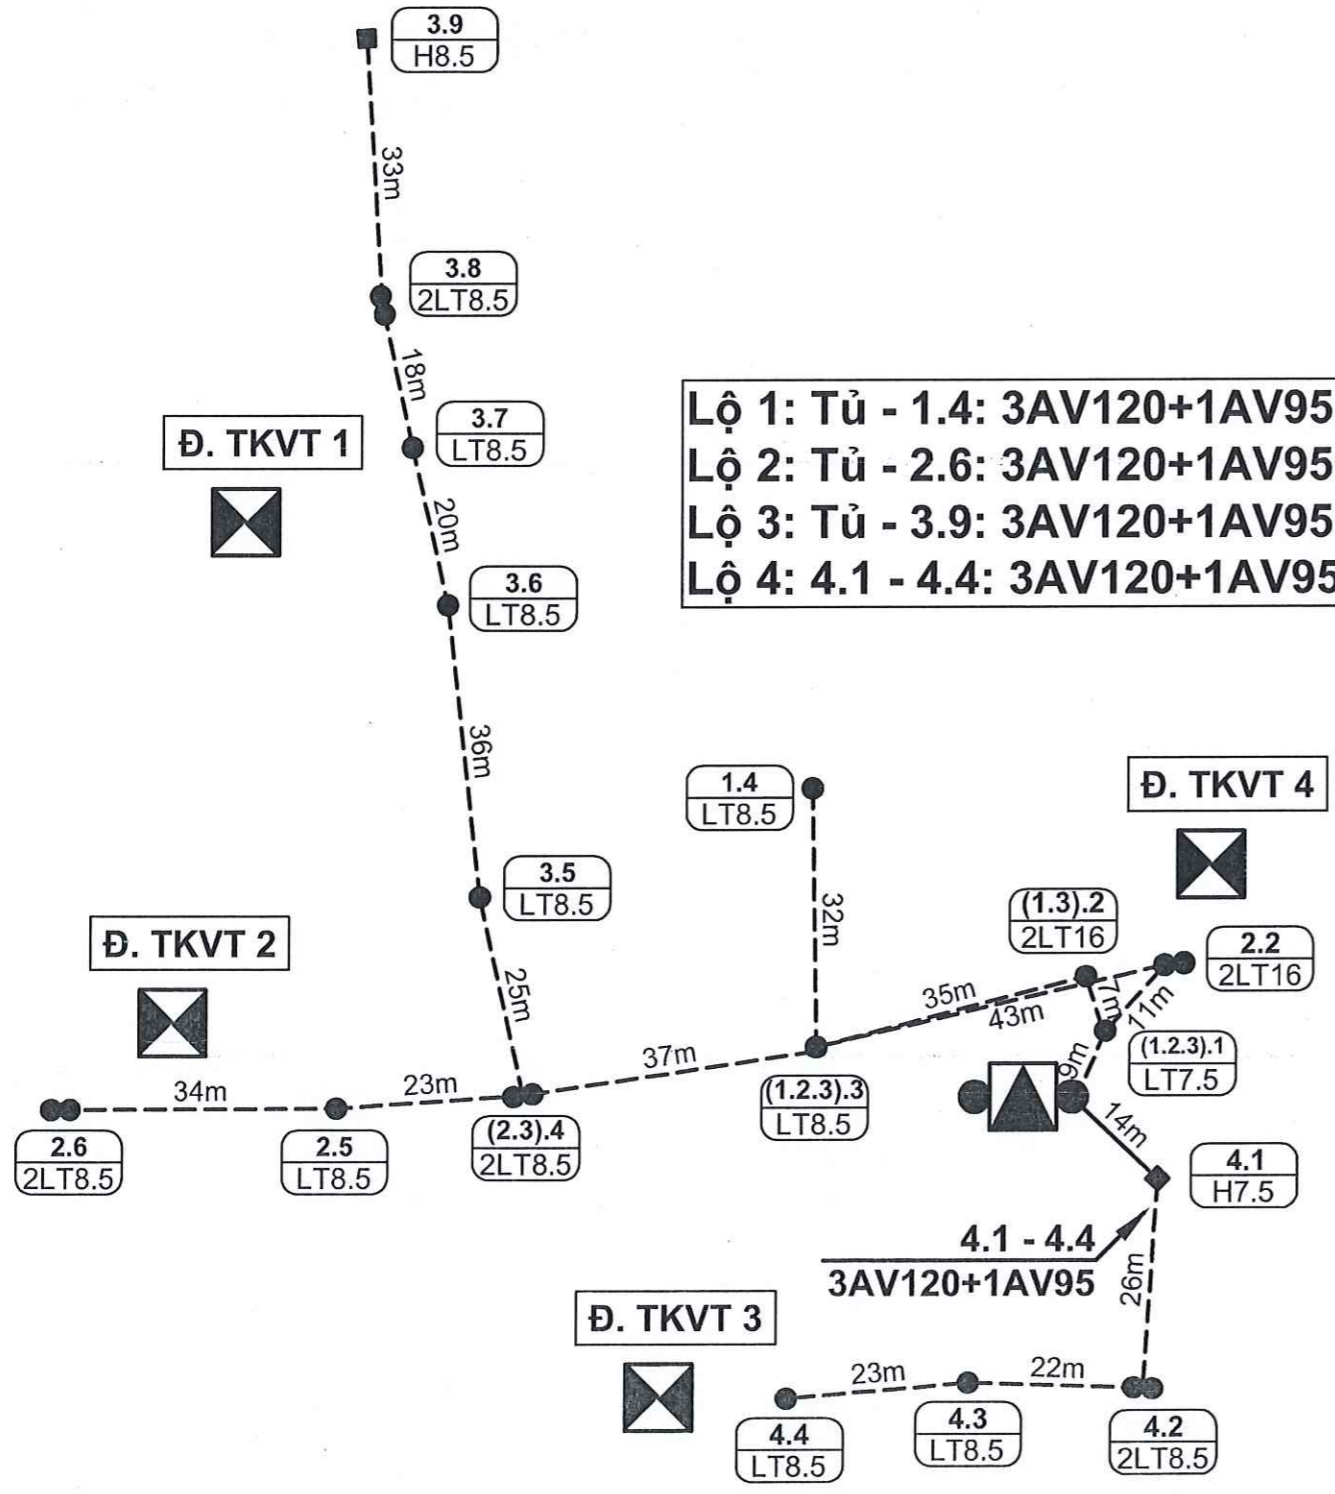 3.9
H8.5
33m
3.8
2LT8.5
18m
3.7
LT8.5
Đ. TKVT 1
20m
3.6
LT8.5
Lộ 1: Tủ - 1.4: 3AV120+1AV95
Lộ 2: Tủ - 2.6: 3AV120+1AV95
Lộ 3: Tủ - 3.9: 3AV120+1AV95
Lộ 4: 4.1 - 4.4: 3AV120+1AV95
36m
1.4
LT8.5
Đ. TKVT 4
3.5
LT8.5
32m
(1.3).2
2LT16
2.2
2LT16
Đ. TKVT 2
25m
35m
43m
7m
11m
(1.2.3).1
LT7.5
9m
37m
34m
23m
(1.2.3).3
LT8.5
14m
2.6
2LT8.5
2.5
LT8.5
(2.3).4
2LT8.5
4.1
H7.5
4.1 - 4.4
3AV120+1AV95
26m
Đ. TKVT 3
23m
22m
4.4
LT8.5
4.3
LT8.5
4.2
2LT8.5